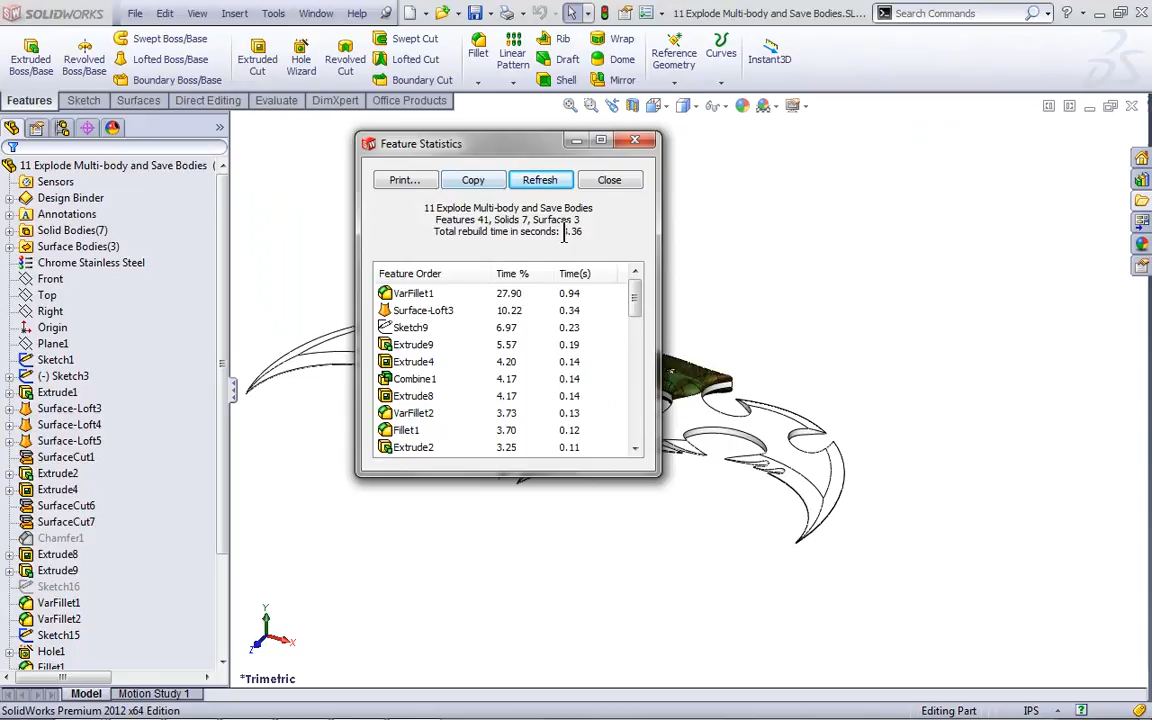 SOLIDWORKS
File Edit View Insert Tools Window Help
11 Explode Multi-body and Save Bodies.SL...
Search Commands
Extruded Boss/Base
Revolved Boss/Base
Swept Boss/Base
Lofted Boss/Base
Boundary Boss/Base
Extruded Cut
Hole Wizard
Revolved Cut
Swept Cut
Lofted Cut
Boundary Cut
Fillet
Linear Pattern
Rib
Draft
Shell
Wrap
Dome
Mirror
Reference Geometry
Curves
Instant3D
Features Sketch Surfaces Direct Editing Evaluate DimXpert Office Products
11 Explode Multi-body and Save Bodies
Sensors
Design Binder
Annotations
Solid Bodies(7)
Surface Bodies(3)
Chrome Stainless Steel
Front
Top
Right
Origin
Plane1
Sketch1
(-) Sketch3
Extrude1
Surface-Loft3
Surface-Loft4
Surface-Loft5
SurfaceCut1
Extrude2
Extrude4
SurfaceCut6
SurfaceCut7
Chamfer1
Extrude8
Extrude9
Sketch16
VarFillet1
VarFillet2
Sketch15
Hole1
Fillet1
Feature Statistics
Print... Copy Refresh Close
11 Explode Multi-body and Save Bodies
Features 41, Solids 7, Surfaces 3
Total rebuild time in seconds: .36
Feature Order Time % Time(s)
VarFillet1 27.90 0.94
Surface-Loft3 10.22 0.34
Sketch9 6.97 0.23
Extrude9 5.57 0.19
Extrude4 4.20 0.14
Combine1 4.17 0.14
Extrude8 4.17 0.14
VarFillet2 3.73 0.13
Fillet1 3.70 0.12
Extrude2 3.25 0.11
Y
X
Z
*Trimetric
Model Motion Study 1
SolidWorks Premium 2012 x64 Edition
Editing Part
IPS